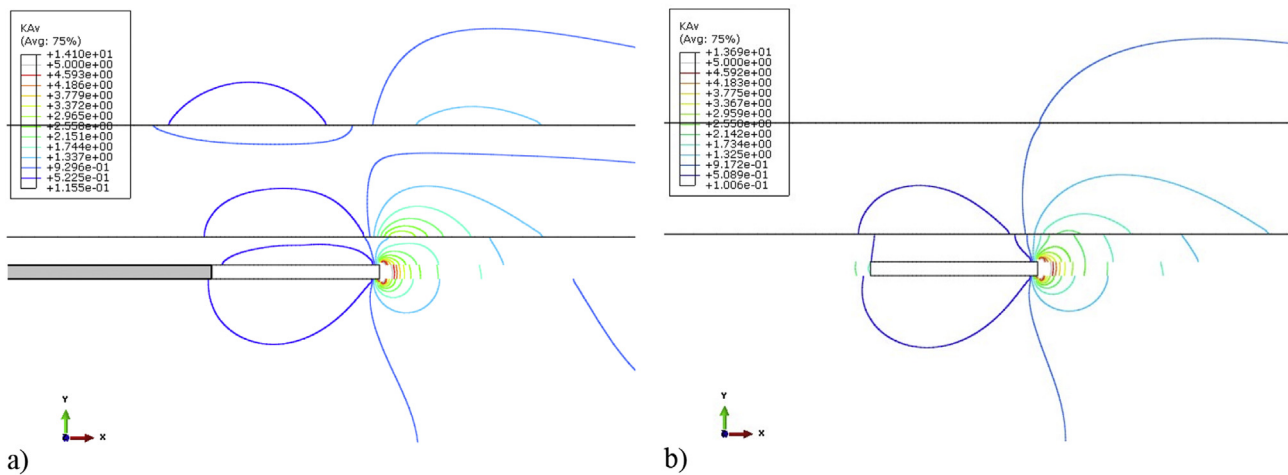 KAv
(Avg: 75%)
+1.410e+01
+5.000e+00
+4.593e+00
+4.186e+00
+3.779e+00
+3.372e+00
+2.965e+00
+2.558e+00
+2.151e+00
+1.744e+00
+1.337e+00
+9.296e-01
+5.225e-01
+1.155e-01
Y
X
a)
KAv
(Avg: 75%)
+1.369e+01
+5.000e+00
+4.592e+00
+4.183e+00
+3.775e+00
+3.367e+00
+2.959e+00
+2.550e+00
+2.142e+00
+1.734e+00
+1.325e+00
+9.172e-01
+5.089e-01
+1.006e-01
Y
X
b)